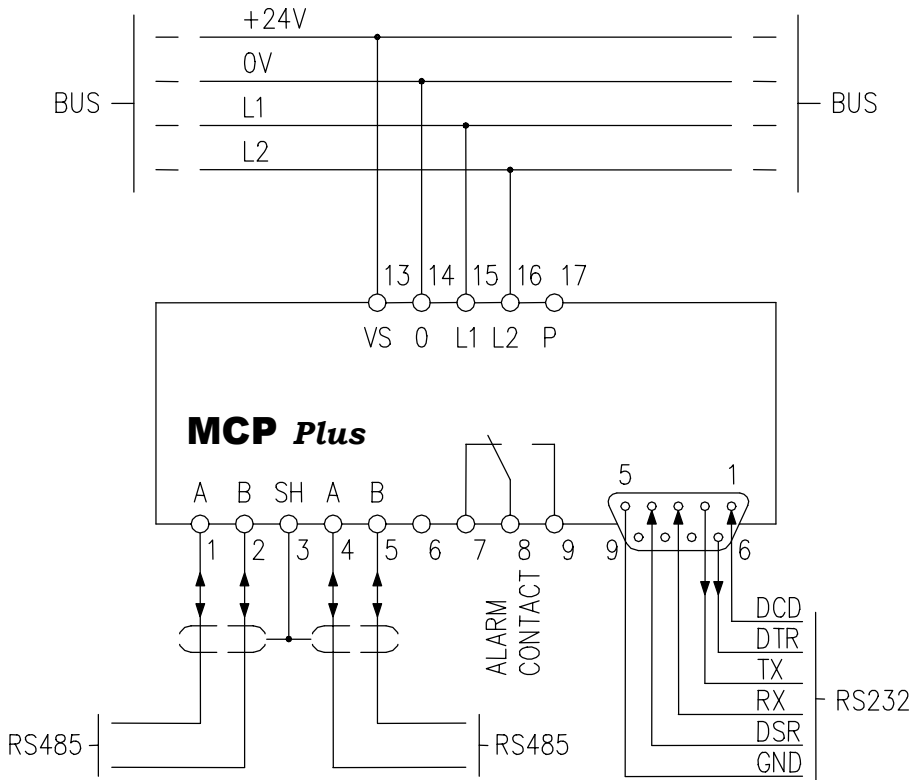 +24V
0V
BUS
BUS
L1
L2
13 14 15 16 17
VS 0 L1 L2 P
MCP Plus
A B SH A B
5 1
1 2 3 4 5 6 7 8 9
9 6
ALARM
CONTACT
DCD
DTR
TX
RX
RS232
DSR
GND
RS485
RS485